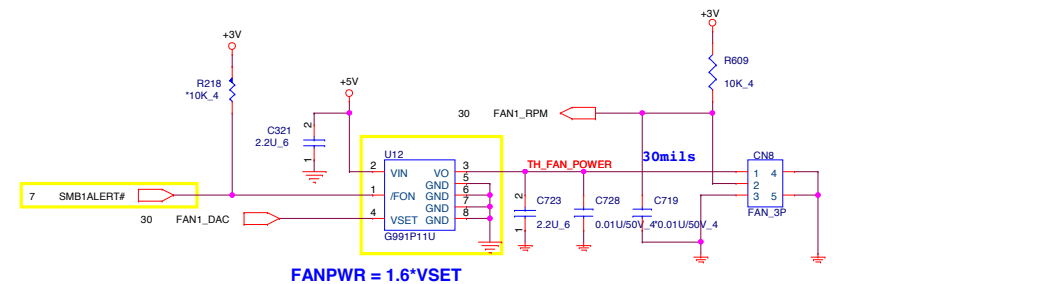 +3V
+3V
R218
*10K_4
R609
10K_4
+5V
30 FAN1_RPM
C321
2.2U_6
2
1
U12
2 VIN VO 3
GND 5
1 /FON GND 6
GND 7
4 VSET GND 8
G991P11U
TH_FAN_POWER
30mils
CN8
1 4
2
3 5
FAN_3P
7 SMB1ALERT#
30 FAN1_DAC
2
1
C723
2.2U_6
C728
0.01U/50V_4
C719
*0.01U/50V_4
FANPWR = 1.6*VSET